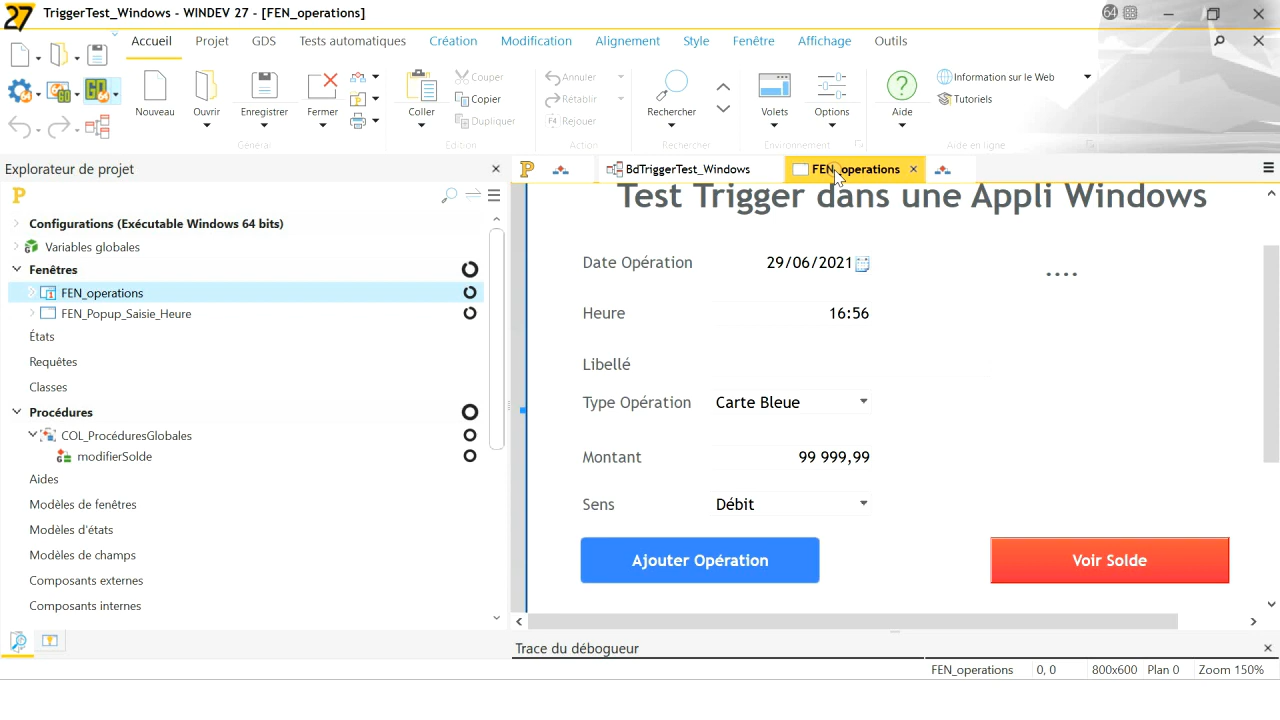 27 TriggerTest_Windows - WINDEV 27 - [FEN_operations]
64
Accueil Projet GDS Tests automatiques Création Modification Alignement Style Fenêtre Affichage Outils
GO GO
Nouveau Ouvrir Enregistrer Fermer
Coller Couper Copier Dupliquer
Annuler Rétablir F4 Rejouer
Rechercher Volets Options Aide
Information sur le Web
Tutoriels
Général Edition Action Rechercher Environnement Aide en ligne
Explorateur de projet
BdTriggerTest_Windows FEN_operations
Configurations (Exécutable Windows 64 bits)
Variables globales
Fenêtres
FEN_operations
FEN_Popup_Saisie_Heure
États
Requêtes
Classes
Procédures
COL_ProcéduresGlobales
modifierSolde
Aides
Modèles de fenêtres
Modèles d'états
Modèles de champs
Composants externes
Composants internes
Test Trigger dans une Appli Windows
Date Opération 29/06/2021
....
Heure 16:56
Libellé
Type Opération Carte Bleue
Montant 99 999,99
Sens Débit
Ajouter Opération Voir Solde
Trace du débogueur
FEN_operations 0, 0 800x600 Plan 0 Zoom 150%